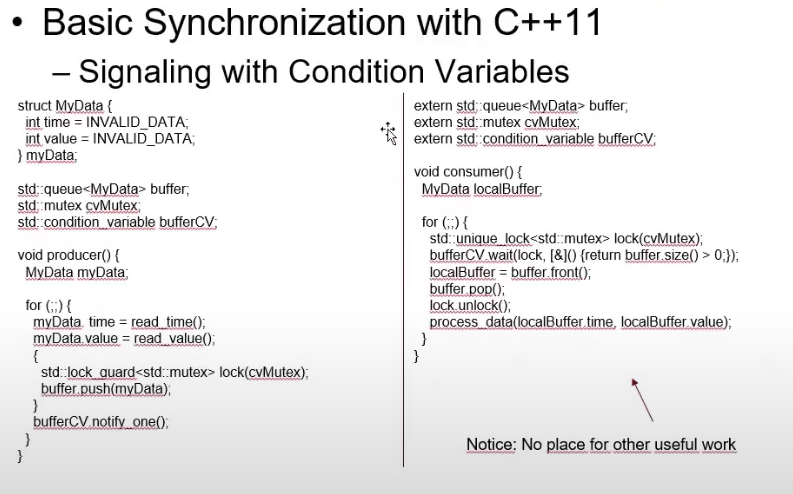 • Basic Synchronization with C++11
– Signaling with Condition Variables
struct MyData {
int time = INVALID_DATA;
int value = INVALID_DATA;
} myData;
std::queue<MyData> buffer;
std::mutex cvMutex;
std::condition_variable bufferCV;
void producer() {
MyData myData;
for (;;) {
myData. time = read_time();
myData.value = read_value();
{
std::lock_guard<std::mutex> lock(cvMutex);
buffer.push(myData);
}
bufferCV.notify_one();
}
}
extern std::queue<MyData> buffer;
extern std::mutex cvMutex;
extern std::condition_variable bufferCV;
void consumer() {
MyData localBuffer;
for (;;) {
std::unique_lock<std::mutex> lock(cvMutex);
bufferCV.wait(lock, [&]() {return buffer.size() > 0;});
localBuffer = buffer.front();
buffer.pop();
lock.unlock();
process_data(localBuffer.time, localBuffer.value);
}
}
Notice: No place for other useful work